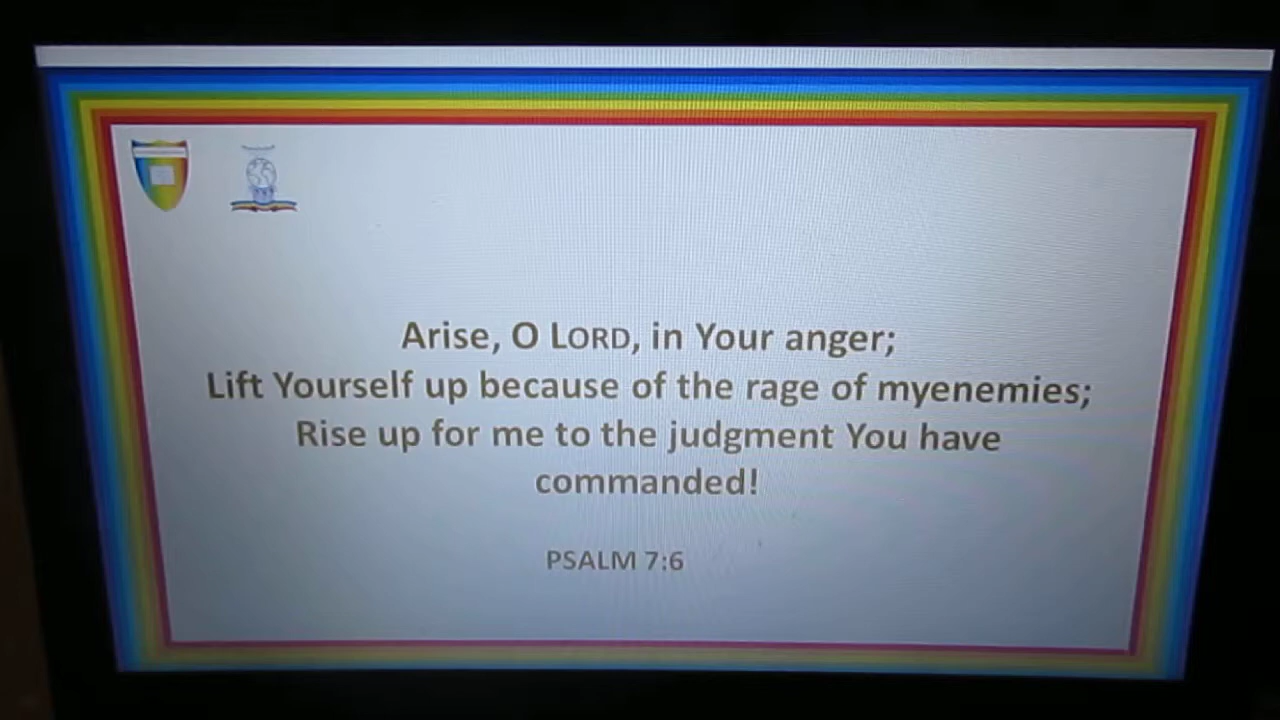 Arise, O LORD, in Your anger;
Lift Yourself up because of the rage of myenemies;
Rise up for me to the judgment You have
commanded!
PSALM 7:6